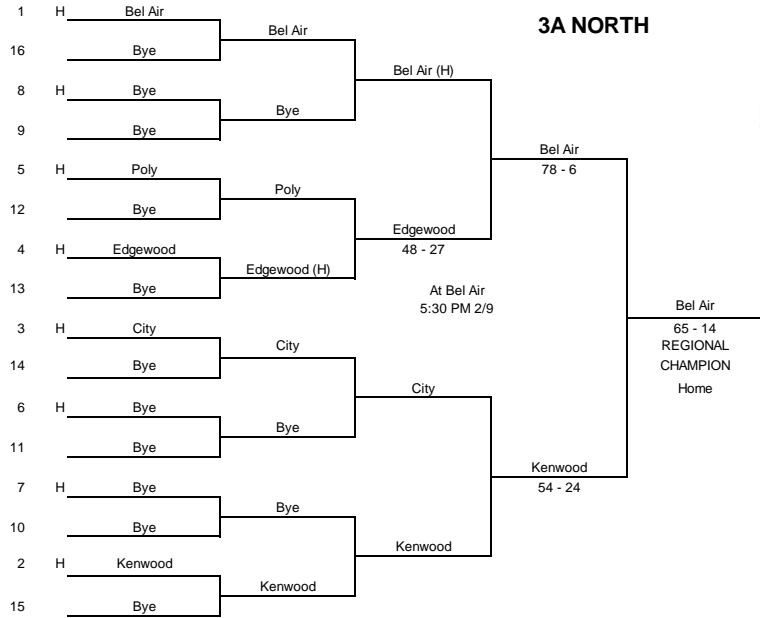 3A NORTH
1 H Bel Air
Bel Air
16 Bye
Bel Air (H)
8 H Bye
Bye
9 Bye
Bel Air
78 - 6
5 H Poly
Poly
12 Bye
Edgewood
48 - 27
4 H Edgewood
Edgewood (H)
13 Bye
At Bel Air
5:30 PM 2/9
Bel Air
65 - 14
REGIONAL
CHAMPION
Home
3 H City
City
14 Bye
City
6 H Bye
Bye
11 Bye
Kenwood
54 - 24
7 H Bye
Bye
10 Bye
Kenwood
2 H Kenwood
Kenwood
15 Bye